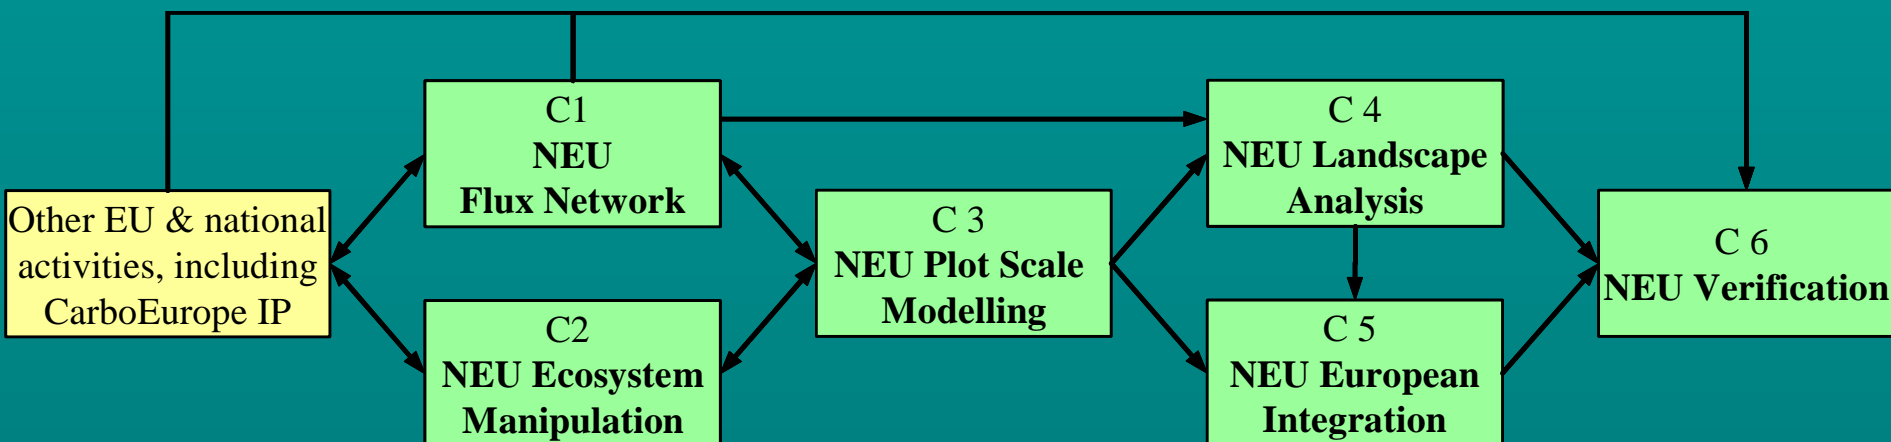 Other EU & national
activities, including
CarboEurope IP
C1
NEU
Flux Network
C2
NEU Ecosystem
Manipulation
C 3
NEU Plot Scale
Modelling
C 4
NEU Landscape
Analysis
C 5
NEU European
Integration
C 6
NEU Verification